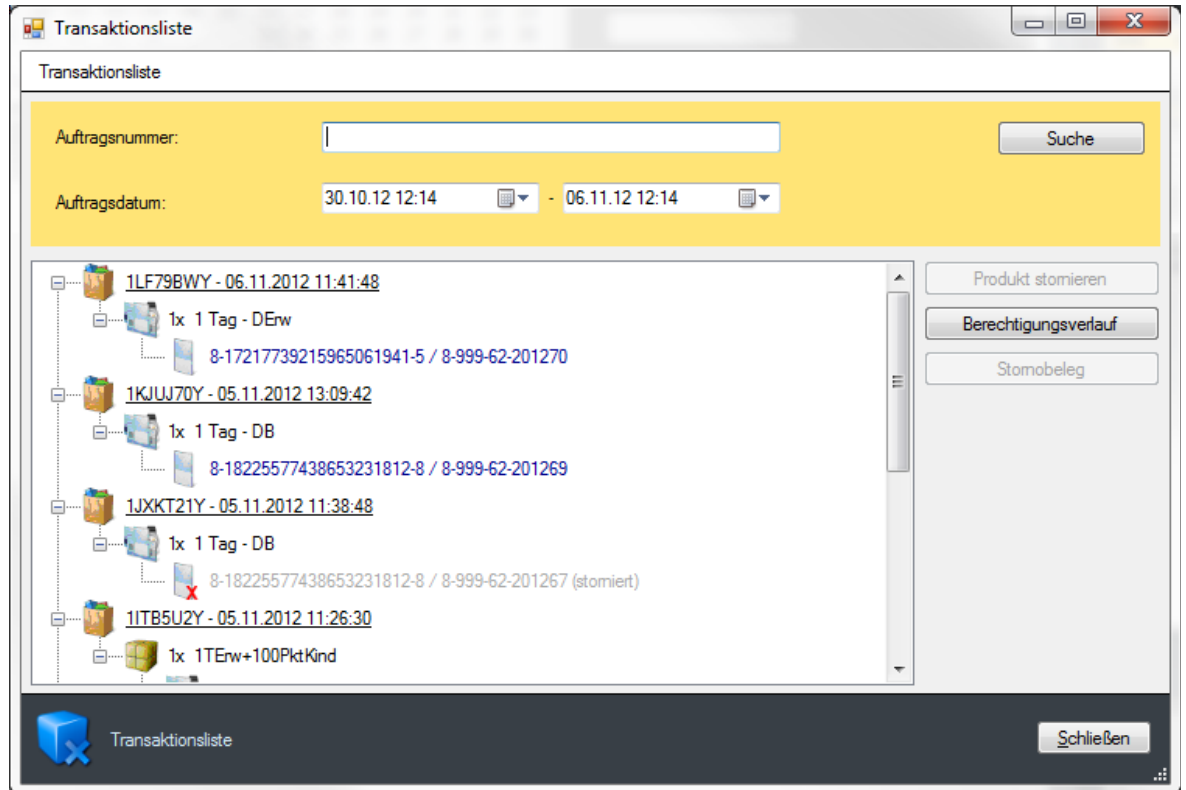 Transaktionsliste
Transaktionsliste
Auftragsnummer:
Suche
Auftragsdatum:
30.10.12 12:14
- 06.11.12 12:14
1LF79BWY - 06.11.2012 11:41:48
1x 1 Tag - DErw
8-17217739215965061941-5 / 8-999-62-201270
1KJUJ70Y - 05.11.2012 13:09:42
1x 1 Tag - DB
8-18225577438653231812-8 / 8-999-62-201269
1JXKT21Y - 05.11.2012 11:38:48
1x 1 Tag - DB
8-18225577438653231812-8 / 8-999-62-201267 (storniert)
1ITB5U2Y - 05.11.2012 11:26:30
1x 1TErw+100PktKind
Produkt stornieren
Berechtigungsverlauf
Stornobeleg
Transaktionsliste
Schließen